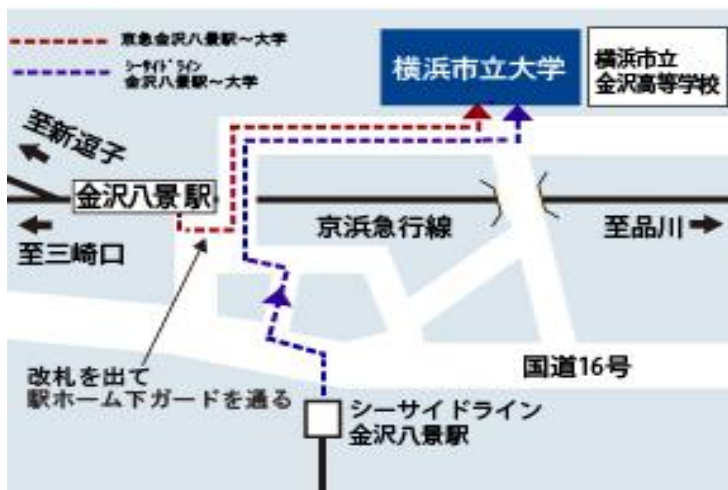 京急金沢八景駅～大学
シーサイドライン
金沢八景駅～大学
横浜市立大学
横浜市立
金沢高等学校
至新逗子
金沢八景駅
至三崎口
京浜急行線
至品川
改札を出て
駅ホーム下ガードを通る
国道16号
シーサイドライン
金沢八景駅